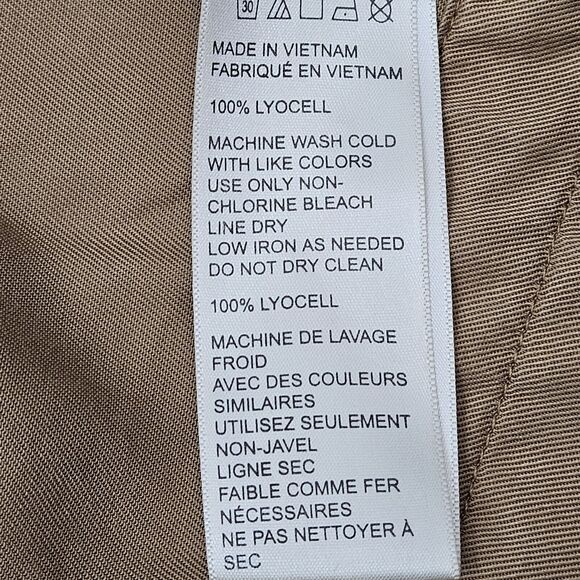 30
MADE IN VIETNAM
FABRIQUÉ EN VIETNAM
100% LYOCELL
MACHINE WASH COLD
WITH LIKE COLORS
USE ONLY NON-
CHLORINE BLEACH
LINE DRY
LOW IRON AS NEEDED
DO NOT DRY CLEAN
100% LYOCELL
MACHINE DE LAVAGE
FROID
AVEC DES COULEURS
SIMILAIRES
UTILISEZ SEULEMENT
NON-JAVEL
LIGNE SEC
FAIBLE COMME FER
NÉCESSAIRES
NE PAS NETTOYER À
SEC